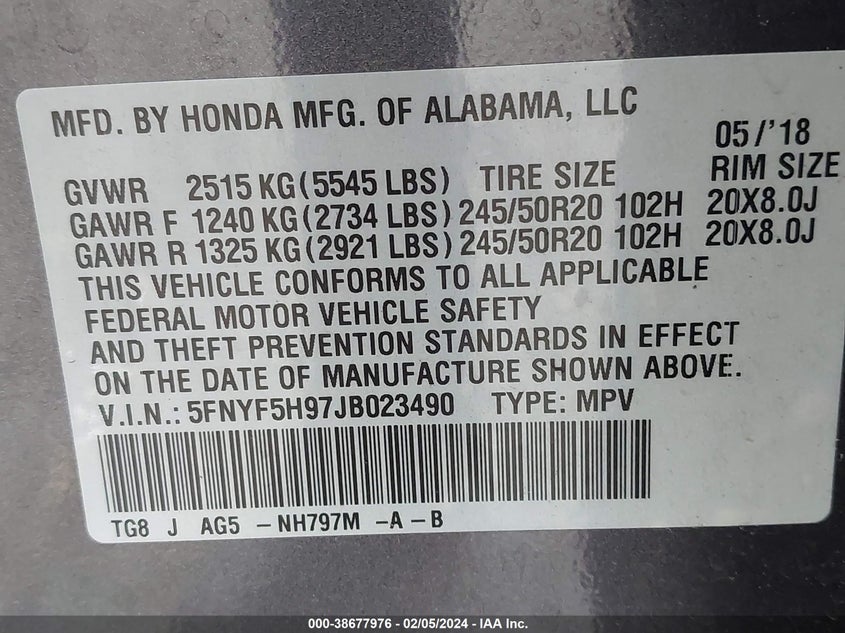 MFD. BY HONDA MFG. OF ALABAMA, LLC
05/'18
GVWR 2515 KG (5545 LBS) TIRE SIZE RIM SIZE
GAWR F 1240 KG (2734 LBS) 245/50R20 102H 20X8.0J
GAWR R 1325 KG (2921 LBS) 245/50R20 102H 20X8.0J
THIS VEHICLE CONFORMS TO ALL APPLICABLE
FEDERAL MOTOR VEHICLE SAFETY
AND THEFT PREVENTION STANDARDS IN EFFECT
ON THE DATE OF MANUFACTURE SHOWN ABOVE.
V.I.N.: 5FNYF5H97JB023490 TYPE: MPV
TG8 J AG5 -NH797M -A-B
000-38677976 - 02/05/2024 - IAA Inc.